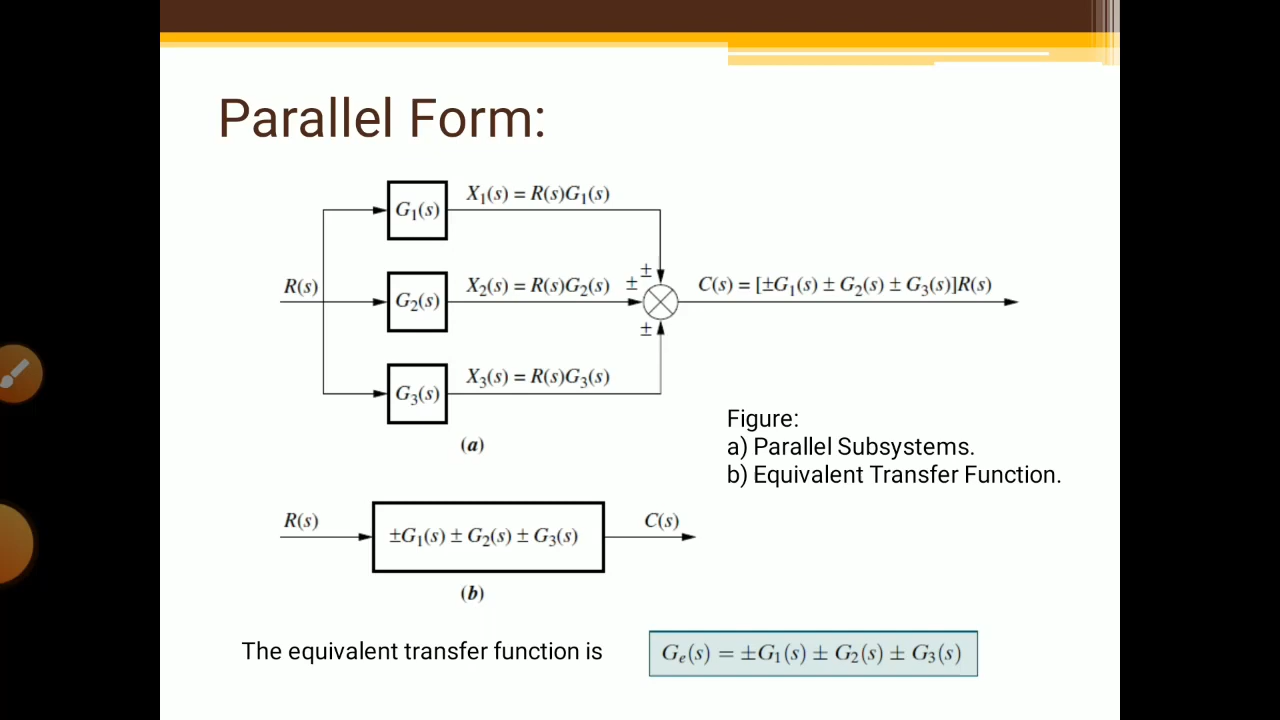 Parallel Form:
X₁(s) = R(s)G₁(s)
G₁(s)
R(s)
X₂(s) = R(s)G₂(s)
G₂(s)
±
±
±
C(s) = [±G₁(s) ± G₂(s) ± G₃(s)]R(s)
X₃(s) = R(s)G₃(s)
G₃(s)
(a)
Figure:
a) Parallel Subsystems.
b) Equivalent Transfer Function.
R(s)
±G₁(s) ± G₂(s) ± G₃(s)
C(s)
(b)
The equivalent transfer function is
Gₑ(s) = ±G₁(s) ± G₂(s) ± G₃(s)